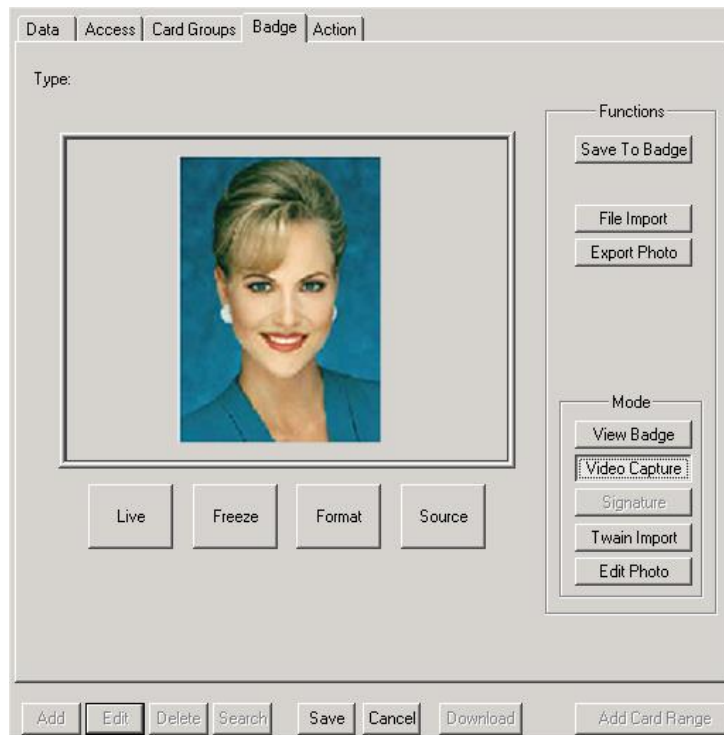 Data Access Card Groups Badge Action
Type:
Functions
Save To Badge
File Import
Export Photo
Mode
View Badge
Video Capture
Signature
Twain Import
Edit Photo
Live Freeze Format Source
Add Edit Delete Search Save Cancel Download Add Card Range